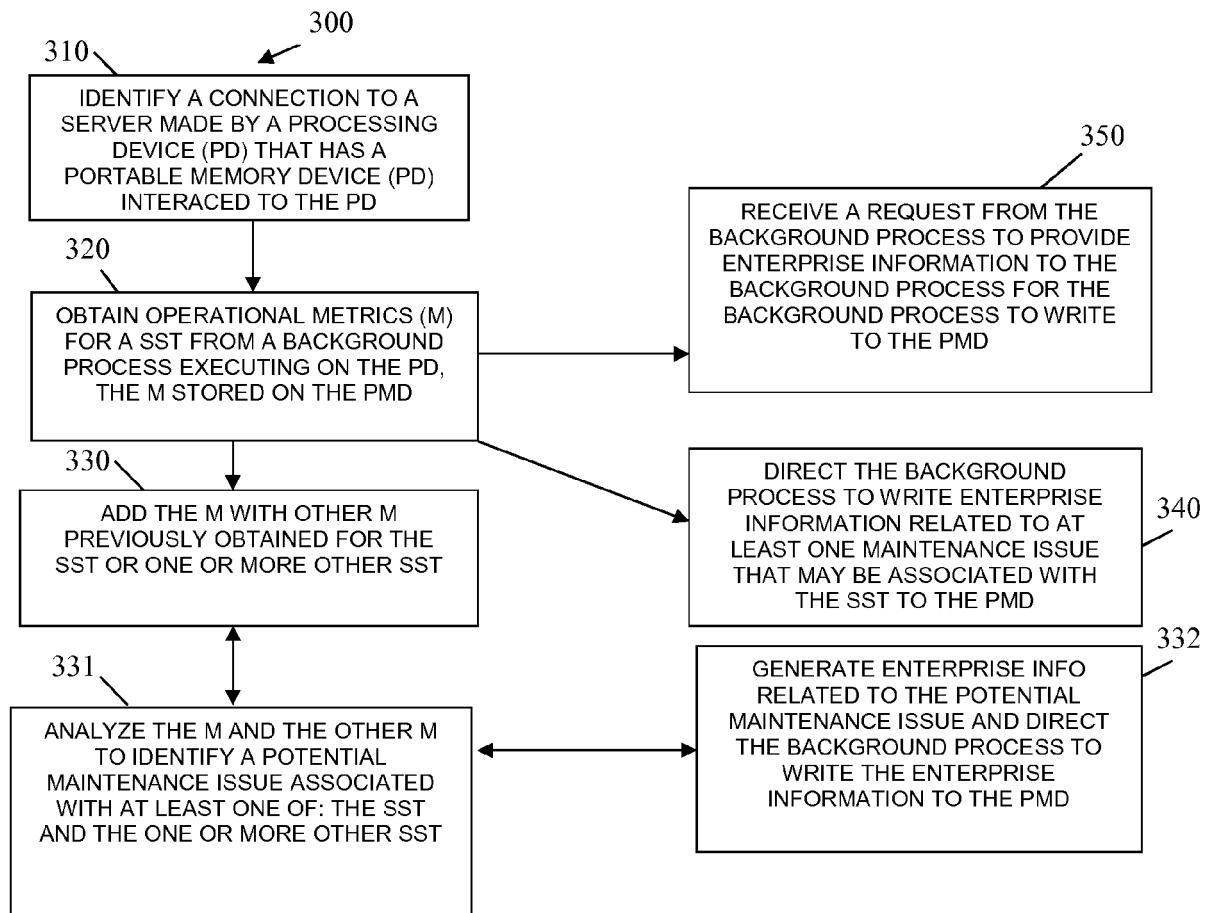 300
310
IDENTIFY A CONNECTION TO A
SERVER MADE BY A PROCESSING
DEVICE (PD) THAT HAS A
PORTABLE MEMORY DEVICE (PD)
INTERACED TO THE PD
350
RECEIVE A REQUEST FROM THE
BACKGROUND PROCESS TO PROVIDE
ENTERPRISE INFORMATION TO THE
BACKGROUND PROCESS FOR THE
BACKGROUND PROCESS TO WRITE
TO THE PMD
320
OBTAIN OPERATIONAL METRICS (M)
FOR A SST FROM A BACKGROUND
PROCESS EXECUTING ON THE PD,
THE M STORED ON THE PMD
330
ADD THE M WITH OTHER M
PREVIOUSLY OBTAINED FOR THE
SST OR ONE OR MORE OTHER SST
DIRECT THE BACKGROUND
PROCESS TO WRITE ENTERPRISE
INFORMATION RELATED TO AT
LEAST ONE MAINTENANCE ISSUE
THAT MAY BE ASSOCIATED WITH
THE SST TO THE PMD
340
331
ANALYZE THE M AND THE OTHER M
TO IDENTIFY A POTENTIAL
MAINTENANCE ISSUE ASSOCIATED
WITH AT LEAST ONE OF: THE SST
AND THE ONE OR MORE OTHER SST
332
GENERATE ENTERPRISE INFO
RELATED TO THE POTENTIAL
MAINTENANCE ISSUE AND DIRECT
THE BACKGROUND PROCESS TO
WRITE THE ENTERPRISE
INFORMATION TO THE PMD